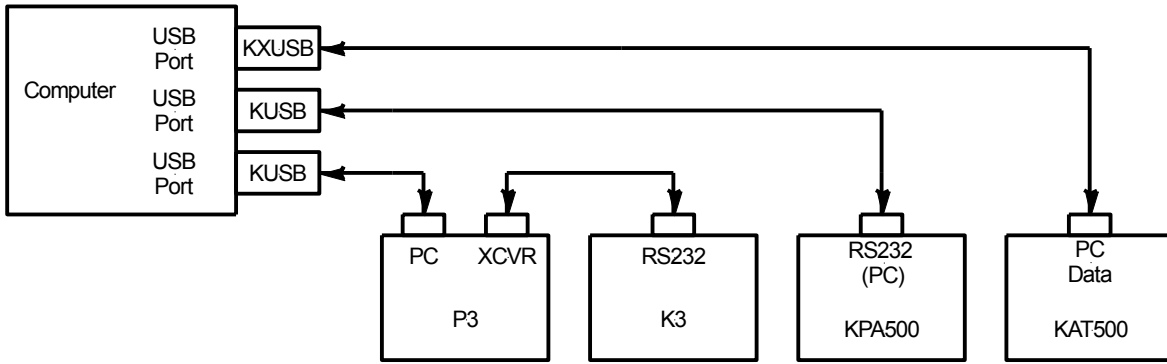 USB
Port
KXUSB
Computer
USB
Port
KUSB
USB
Port
KUSB
PC
XCVR
P3
RS232
K3
RS232
(PC)
KPA500
PC
Data
KAT500